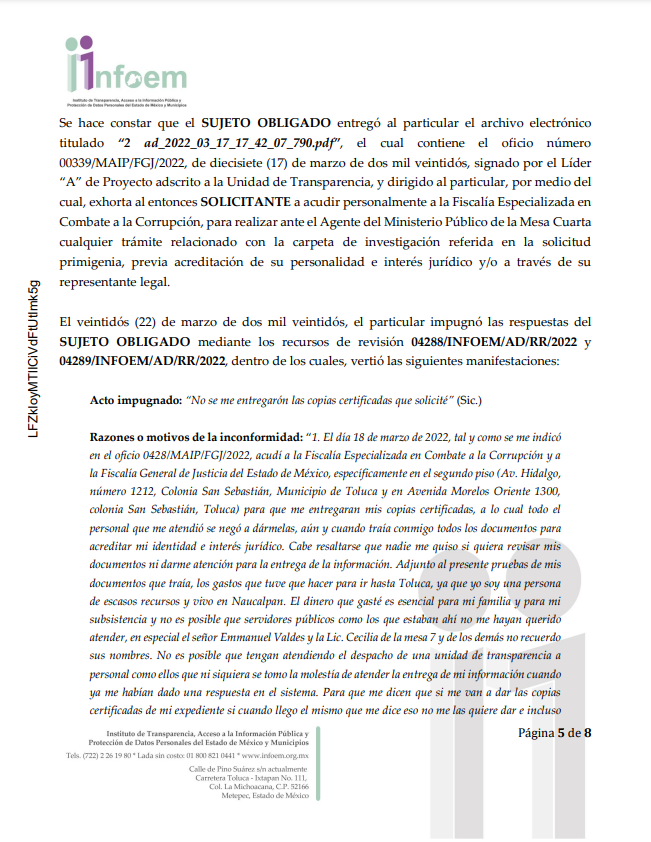 infoem
Instituto de Transparencia, Acceso a la Información Pública y
Protección de Datos Personales del Estado de México y Municipios
Se hace constar que el SUJETO OBLIGADO entregó al particular el archivo electrónico
titulado “2 ad_2022_03_17_17_42_07_790.pdf”, el cual contiene el oficio número
00339/MAIP/FGJ/2022, de diecisiete (17) de marzo de dos mil veintidós, signado por el Líder
“A” de Proyecto adscrito a la Unidad de Transparencia, y dirigido al particular, por medio del
cual, exhorta al entonces SOLICITANTE a acudir personalmente a la Fiscalía Especializada en
Combate a la Corrupción, para realizar ante el Agente del Ministerio Público de la Mesa Cuarta
cualquier trámite relacionado con la carpeta de investigación referida en la solicitud
primigenia, previa acreditación de su personalidad e interés jurídico y/o a través de su
representante legal.
El veintidós (22) de marzo de dos mil veintidós, el particular impugnó las respuestas del
SUJETO OBLIGADO mediante los recursos de revisión 04288/INFOEM/AD/RR/2022 y
04289/INFOEM/AD/RR/2022, dentro de los cuales, vertió las siguientes manifestaciones:
Acto impugnado: “No se me entregarón las copias certificadas que solicité” (Sic.)
Razones o motivos de la inconformidad: “1. El día 18 de marzo de 2022, tal y como se me indicó
en el oficio 0428/MAIP/FGJ/2022, acudí a la Fiscalía Especializada en Combate a la Corrupción y a
la Fiscalía General de Justicia del Estado de México, específicamente en el segundo piso (Av. Hidalgo,
número 1212, Colonia San Sebastián, Municipio de Toluca y en Avenida Morelos Oriente 1300,
colonia San Sebastián, Toluca) para que me entregaran mis copias certificadas, a lo cual todo el
personal que me atendió se negó a dármelas, aún y cuando traía conmigo todos los documentos para
acreditar mi identidad e interés jurídico. Cabe resaltarse que nadie me quiso si quiera revisar mis
documentos ni darme atención para la entrega de la información. Adjunto al presente pruebas de mis
documentos que traía, los gastos que tuve que hacer para ir hasta Toluca, ya que yo soy una persona
de escasos recursos y vivo en Naucalpan. El dinero que gasté es esencial para mi familia y para mi
subsistencia y no es posible que servidores públicos como los que estaban ahí no me hayan querido
atender, en especial el señor Emmanuel Valdes y la Lic. Cecilia de la mesa 7 y de los demás no recuerdo
sus nombres. No es posible que tengan atendiendo el despacho de una unidad de transparencia a
personal como ellos que ni siquiera se tomo la molestía de atender la entrega de mi información cuando
ya me habían dado una respuesta en el sistema. Para que me dicen que si me van a dar las copias
certificadas de mi expediente si cuando llego el mismo que me dice eso no me las quiere dar e incluso
Instituto de Transparencia, Acceso a la Información Pública y
Protección de Datos Personales del Estado de México y Municipios
Tels. (722) 2 26 19 80 * Lada sin costo: 01 800 821 0441 * www.infoem.org.mx
Calle de Pino Suárez s/n actualmente
Carretera Toluca - Ixtapan No. 111,
Col. La Michoacana, C.P. 52166
Metepec, Estado de México
Página 5 de 8